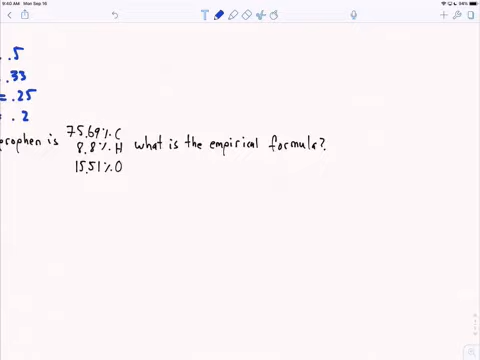 9:40 AM Mon Sep 16
94%
T
.5
.33
= .25
= .2
75.69% C
is 8.8% H what is the empirical formula?
15.51% O